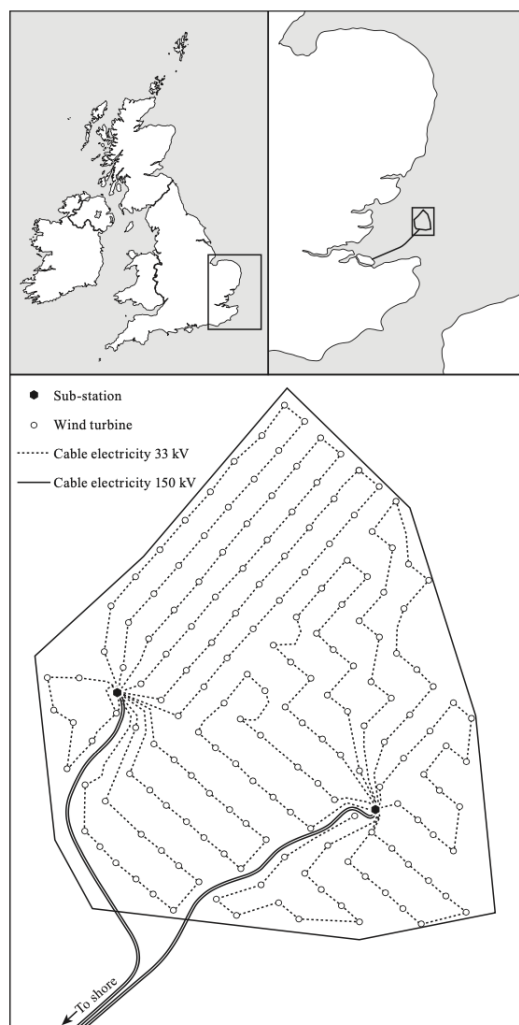 Sub-station
Wind turbine
Cable electricity 33 kV
Cable electricity 150 kV
To shore